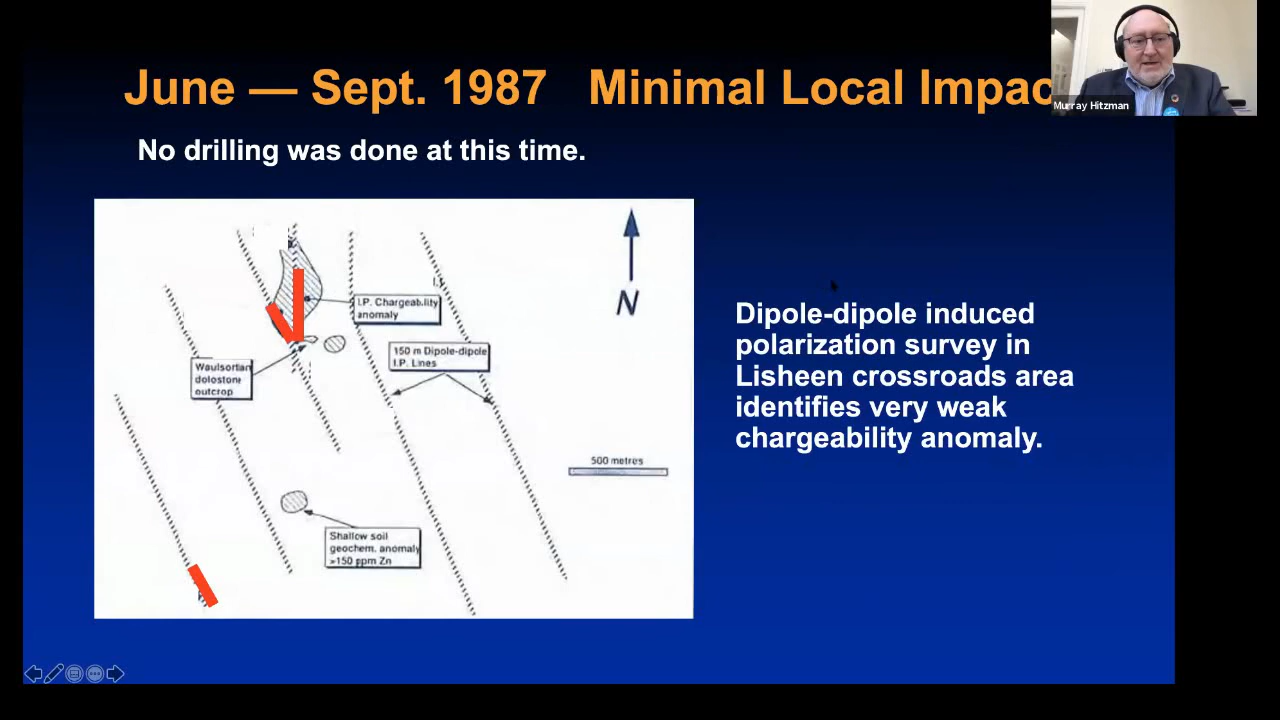 June — Sept. 1987 Minimal Local Impac
Murray Hitzman
No drilling was done at this time.
N
I.P. Chargeability
anomaly
150 m Dipole-dipole
I.P. Lines
Waulsortian
dolostone
outcrop
Dipole-dipole induced
polarization survey in
Lisheen crossroads area
identifies very weak
chargeability anomaly.
500 metres
Shallow soil
geochem. anomaly
>150 ppm Zn